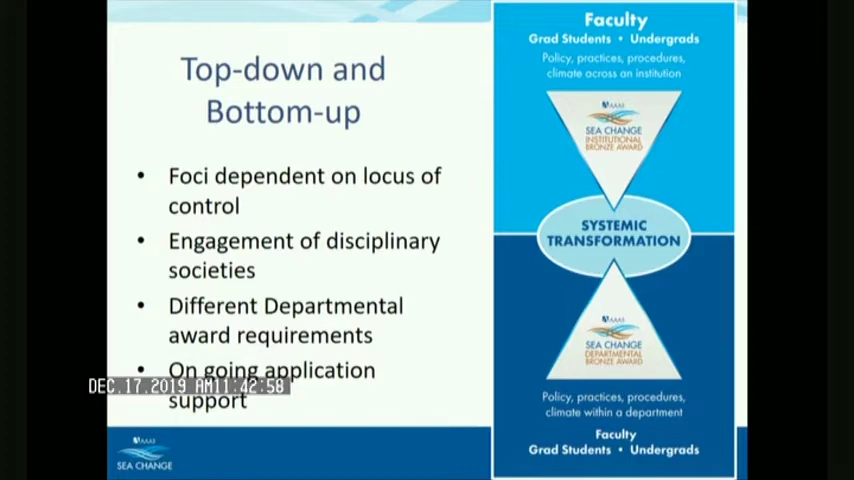 Top-down and
Bottom-up
• Foci dependent on locus of
control
• Engagement of disciplinary
societies
• Different Departmental
award requirements
• On going application
support
DEC.17.2019 AM11:42:58
AAAS
SEA CHANGE
Faculty
Grad Students • Undergrads
Policy, practices, procedures,
climate across an institution
AAAS
SEA CHANGE
INSTITUTIONAL
BRONZE AWARD
SYSTEMIC
TRANSFORMATION
AAAS
SEA CHANGE
DEPARTMENTAL
BRONZE AWARD
Policy, practices, procedures,
climate within a department
Faculty
Grad Students • Undergrads